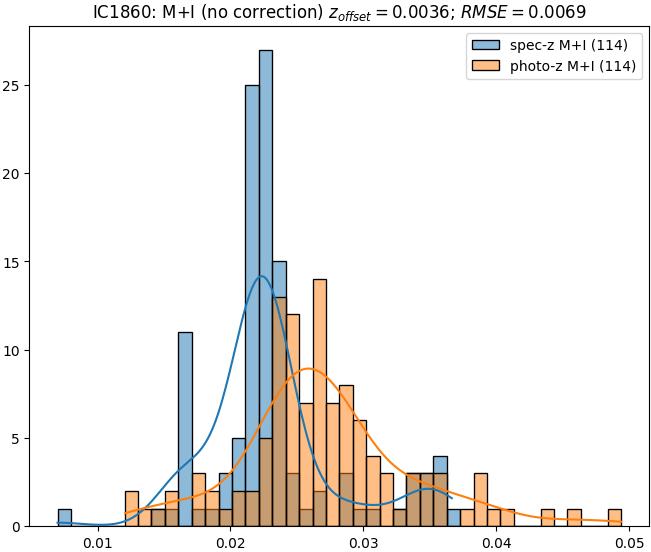 IC1860: M+I (no correction) z_offset = 0.0036; RMSE = 0.0069
spec-z M+I (114)
photo-z M+I (114)
25
20
15
10
5
0
0.01 0.02 0.03 0.04 0.05